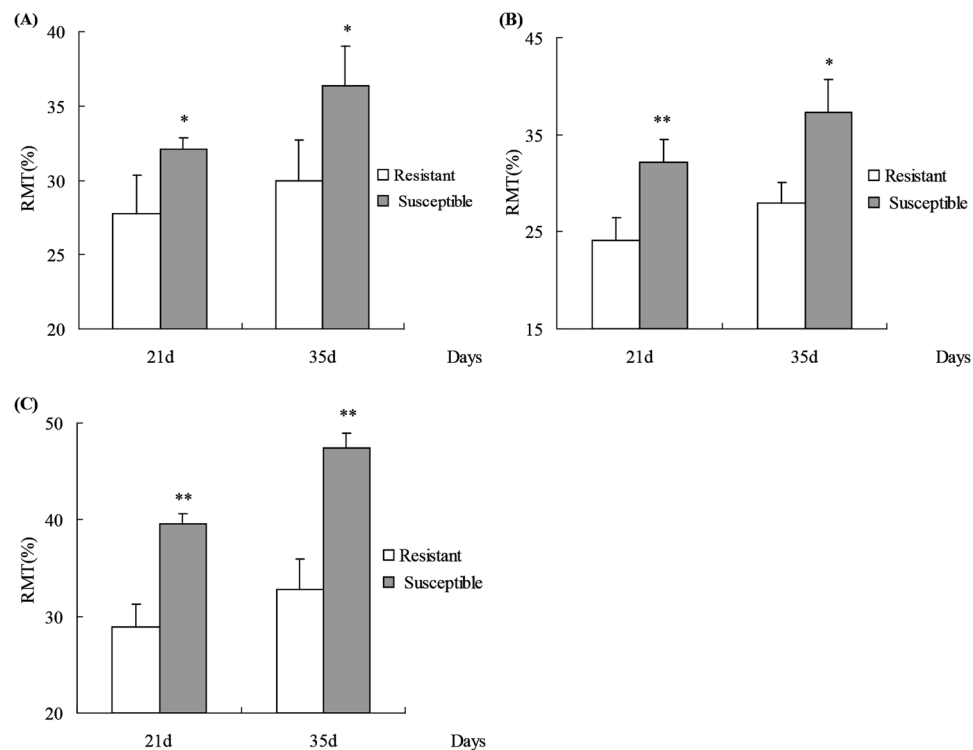 (A)
RMT(%)
40
35
30
25
20
*
*
Resistant
Susceptible
21d 35d Days
(B)
RMT(%)
45
35
25
15
**
*
Resistant
Susceptible
21d 35d Days
(C)
RMT(%)
50
40
30
20
**
**
Resistant
Susceptible
21d 35d Days